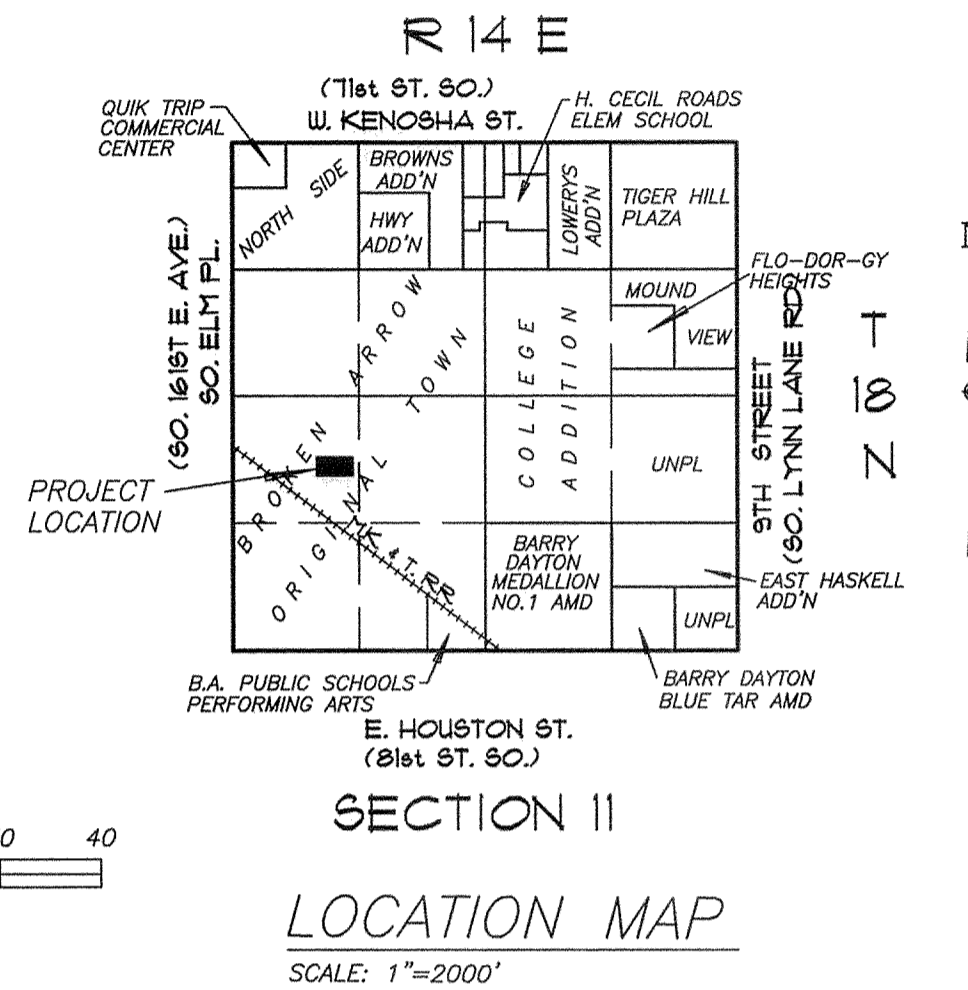 R 14 E
(71st ST. SO.)
W. KENOSHA ST.
QUIK TRIP
COMMERCIAL
CENTER
H. CECIL ROADS
ELEM SCHOOL
NORTH SIDE
BROWNS
ADD'N
HWY
ADD'N
LOWERYS
ADD'N
TIGER HILL
PLAZA
(SO. 161ST E. AVE.)
SO. ELM PL.
FLO-DOR-GY
HEIGHTS
MOUND
VIEW
BROKEN ARROW
ORIGINAL TOWN
COLLEGE
ADDITION
9TH STREET
(SO. LYNN LANE RD)
T
18
N
UNPL
PROJECT
LOCATION
MK & T. RR
BARRY
DAYTON
MEDALLION
NO.1 AMD
EAST HASKELL
ADD'N
UNPL
B.A. PUBLIC SCHOOLS
PERFORMING ARTS
BARRY DAYTON
BLUE TAR AMD
E. HOUSTON ST.
(81st ST. SO.)
SECTION 11
0 40
LOCATION MAP
SCALE: 1"=2000'